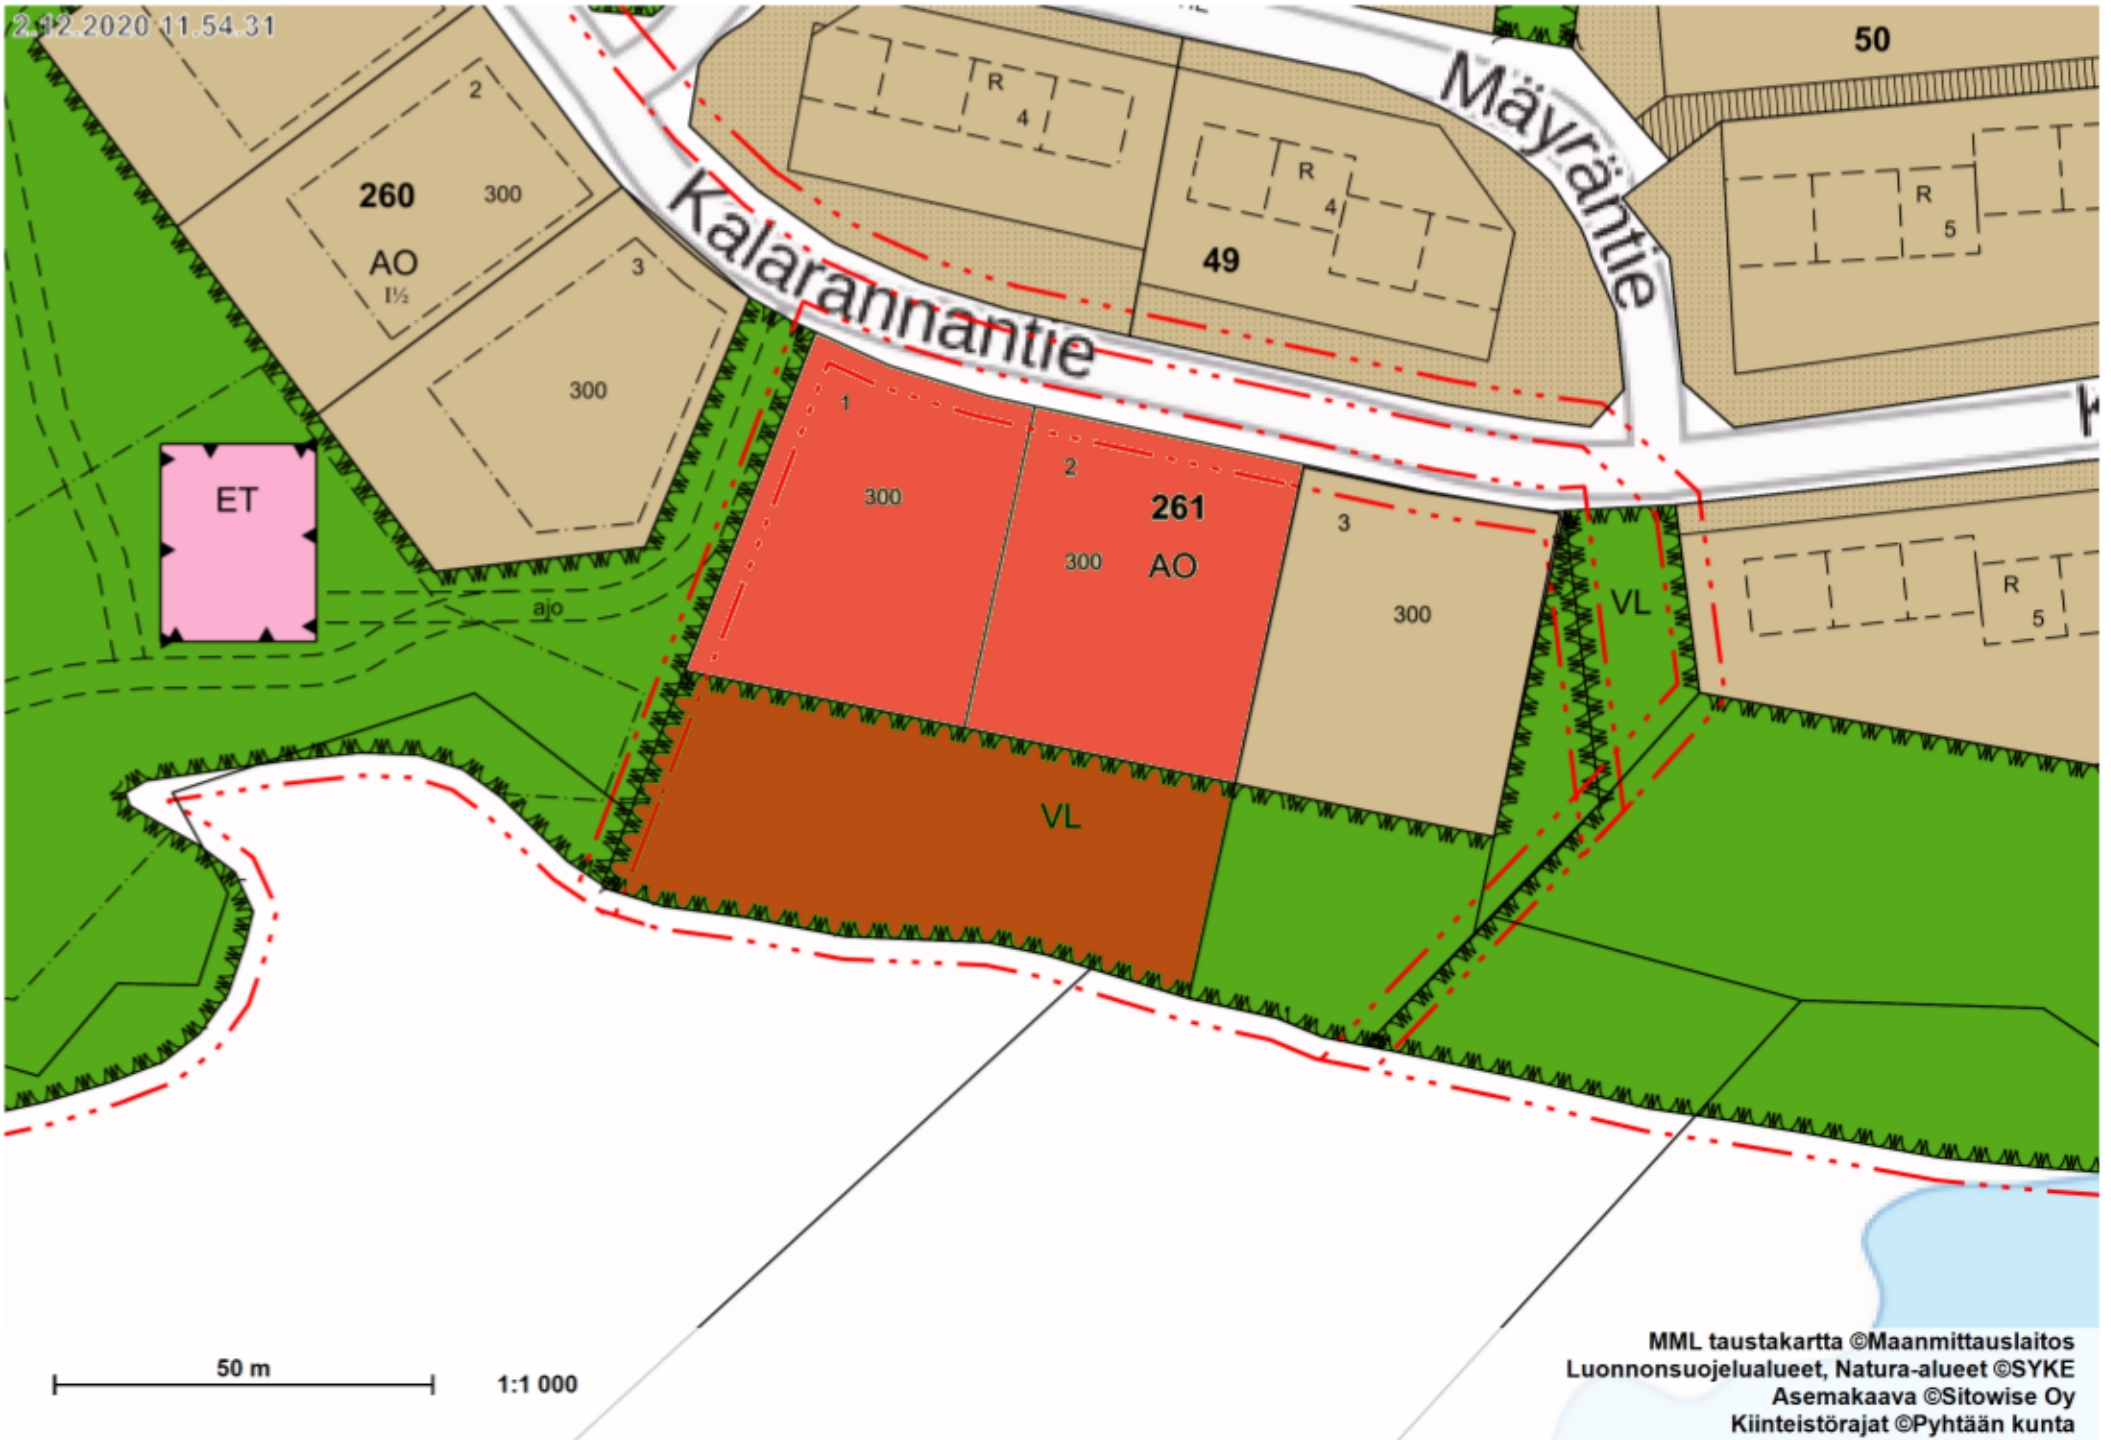 2.12.2020 11.54.31
50
2
R
4
260
300
AO
I½
Kalarannantie
Mäyräntie
R
4
49
R
5
3
300
ET
ajo
1
300
2
261
300
AO
3
300
VL
R
5
VL
50 m
1:1 000
MML taustakartta ©Maanmittauslaitos
Luonnonsuojelualueet, Natura-alueet ©SYKE
Asemakaava ©Sitowise Oy
Kiinteistörajat ©Pyhtään kunta